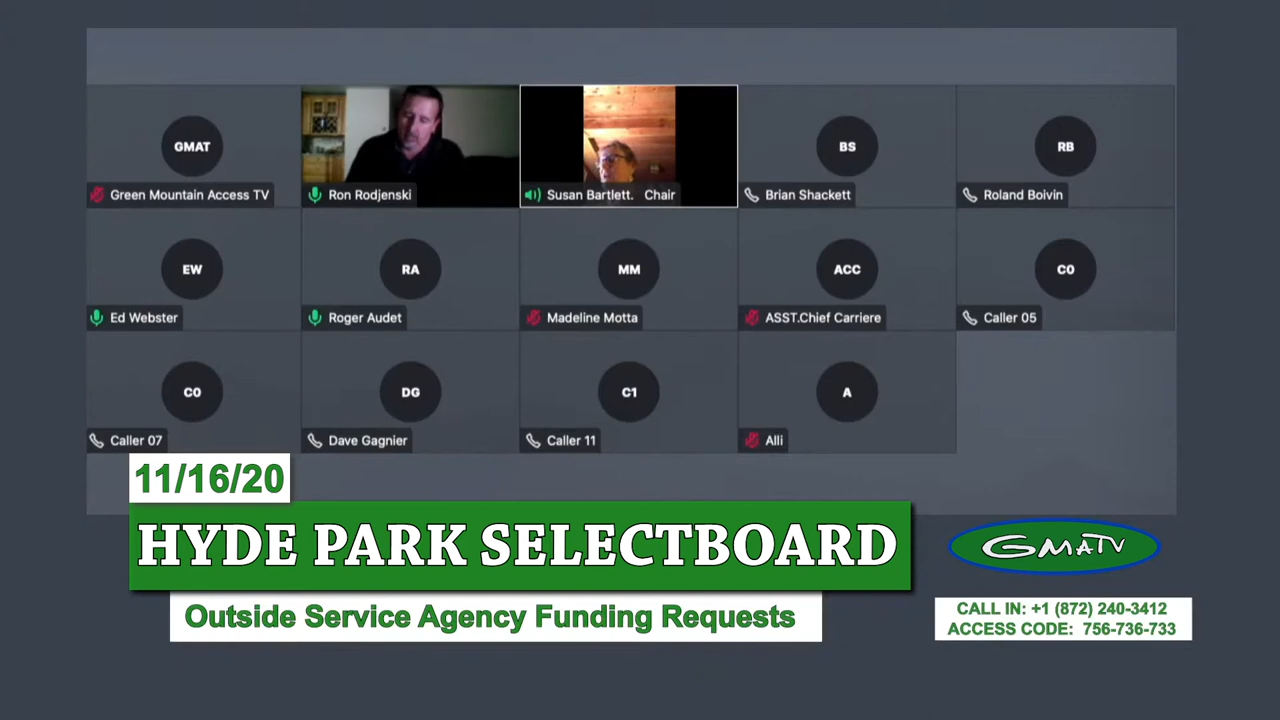 GMAT
BS
RB
Green Mountain Access TV
Ron Rodjenski
Susan Bartlett. Chair
Brian Shackett
Roland Boivin
EW
RA
MM
ACC
C0
Ed Webster
Roger Audet
Madeline Motta
ASST.Chief Carriere
Caller 05
C0
DG
C1
A
Caller 07
Dave Gagnier
Caller 11
Alli
11/16/20
HYDE PARK SELECTBOARD
GMATV
Outside Service Agency Funding Requests
CALL IN: +1 (872) 240-3412
ACCESS CODE: 756-736-733